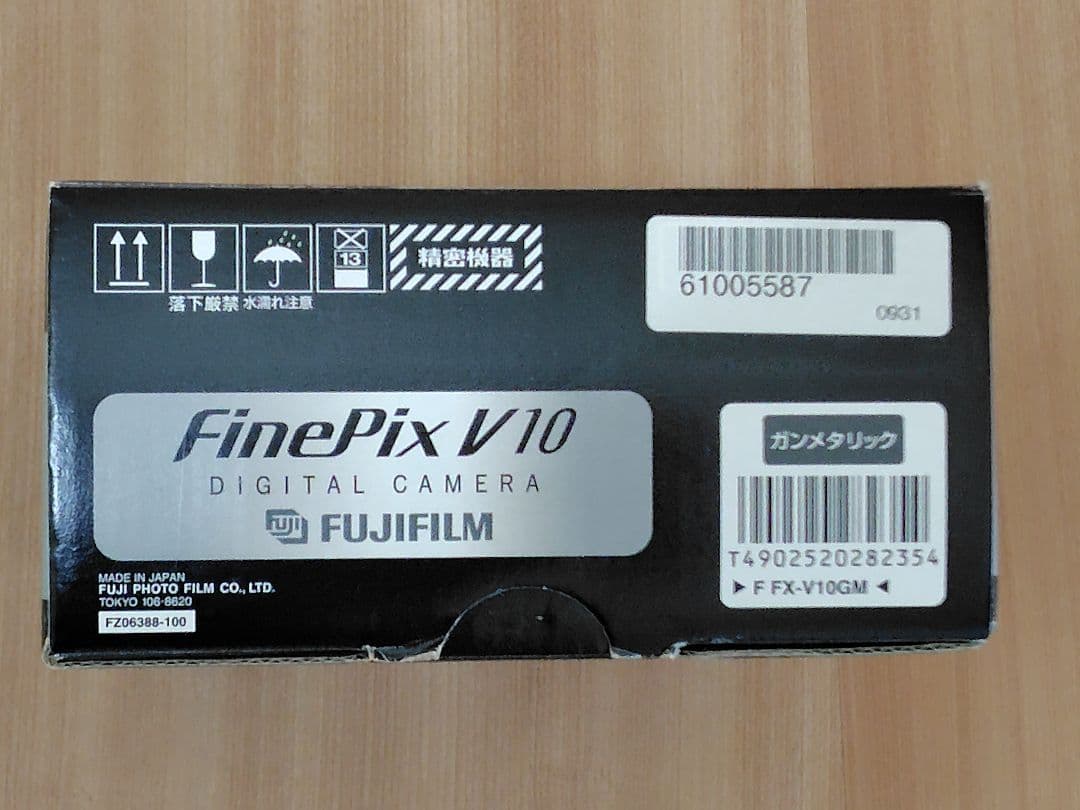 13
精密機器
落下厳禁 水濡れ注意
61005587
0931
FinePix V10
DIGITAL CAMERA
FUJI FUJIFILM
ガンメタリック
T4902520282354
▶ F FX-V10GM ◀
MADE IN JAPAN
FUJI PHOTO FILM CO., LTD.
TOKYO 106-8620
FZ06388-100